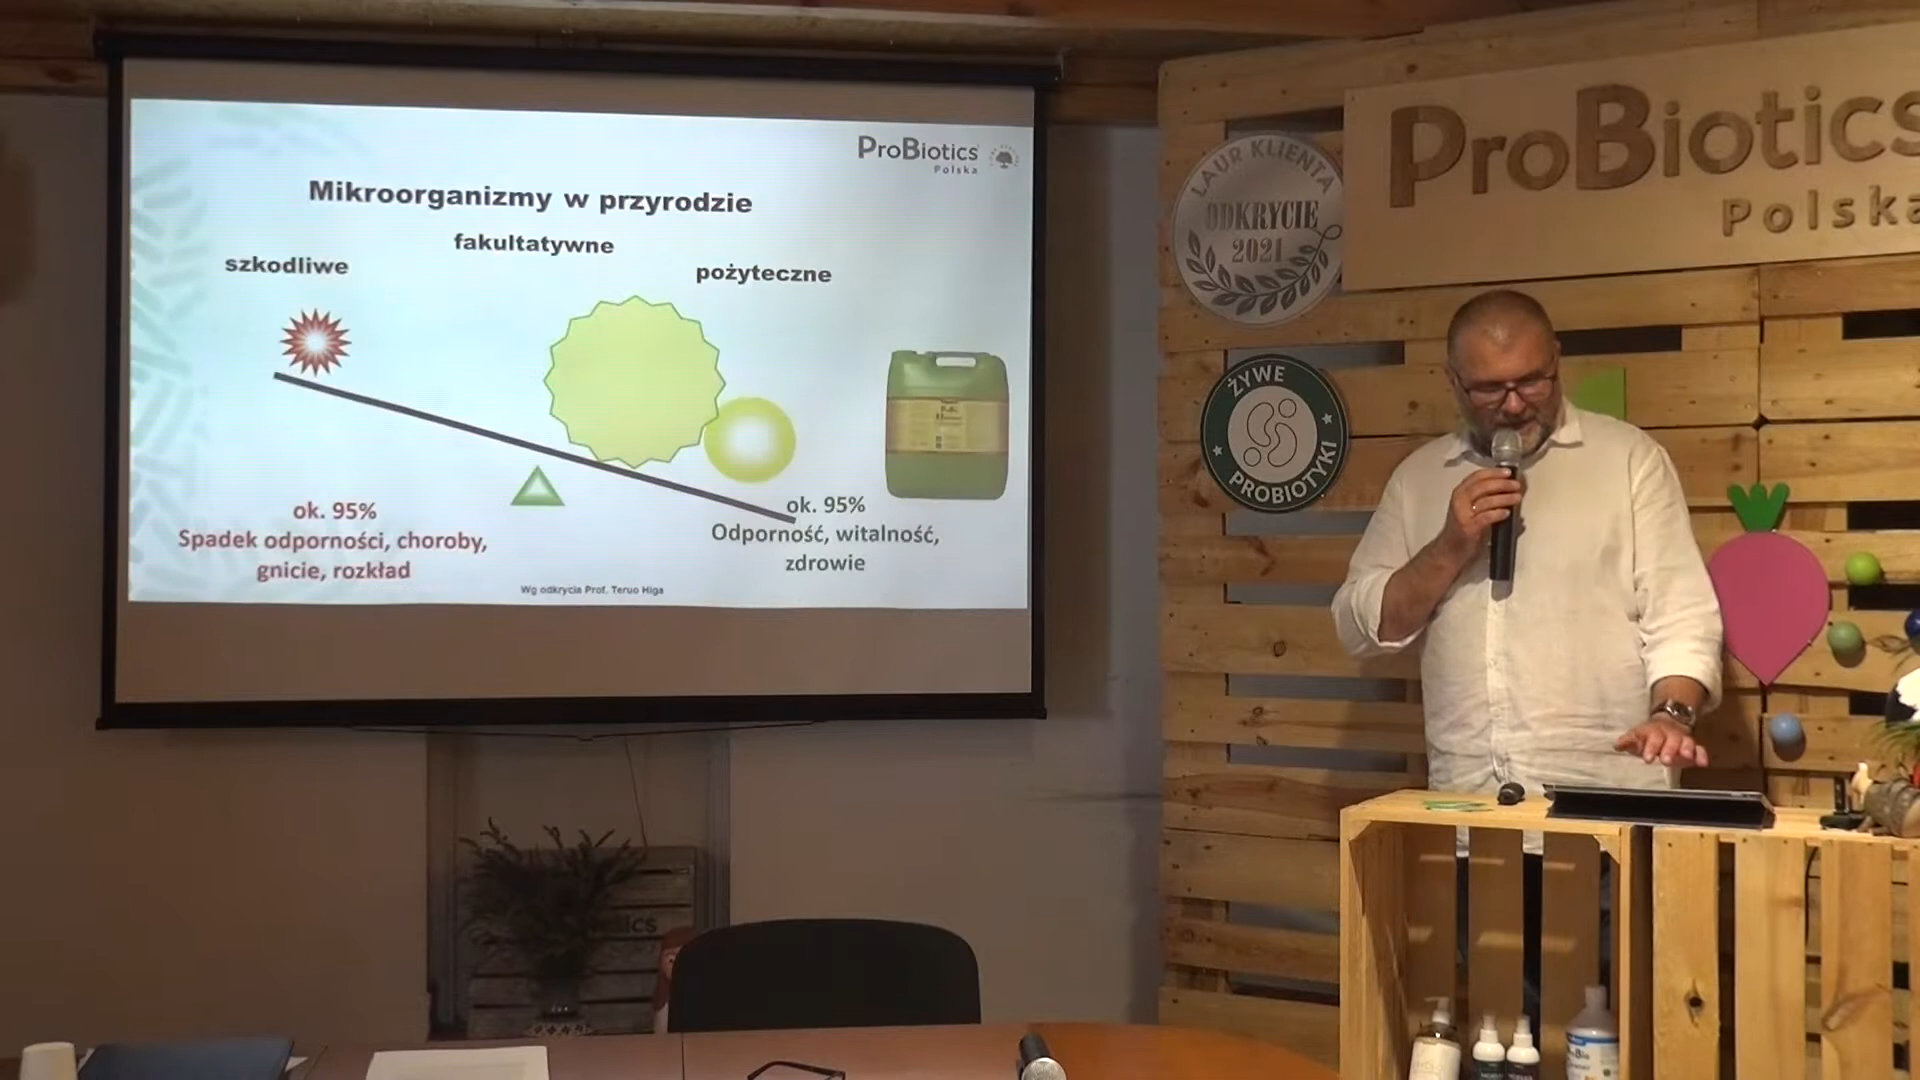 ProBiotics
Polska
Mikroorganizmy w przyrodzie
fakultatywne
szkodliwe
pożyteczne
ok. 95%
Spadek odporności, choroby,
gnicie, rozkład
ok. 95%
Odporność, witalność,
zdrowie
Wg odkrycia Prof. Teruo Higa
LAUR KLIENTA
ODKRYCIE
2021
ProBiotics
Polska
ŻYWE
PROBIOTYKI